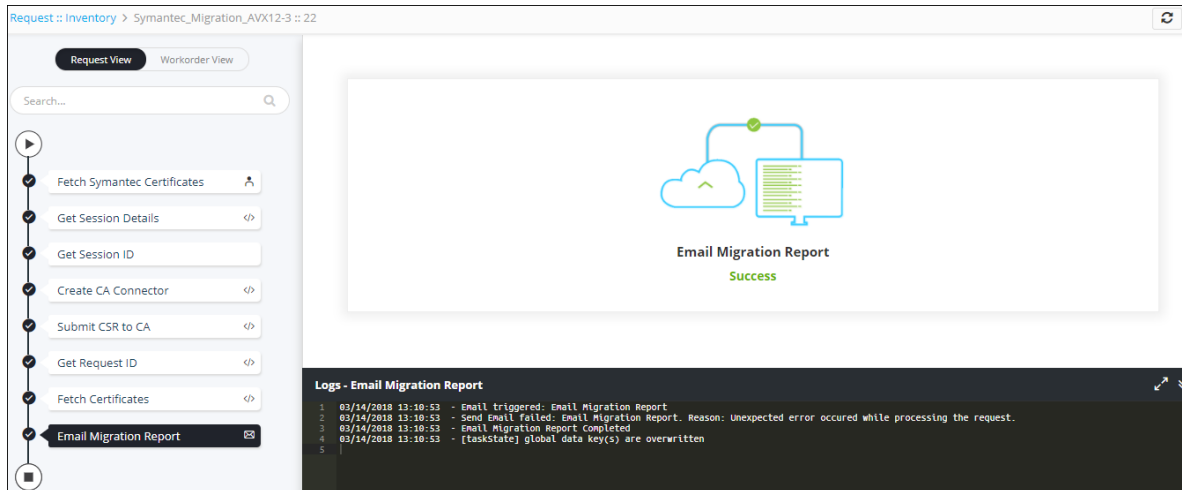 Request :: Inventory > Symantec_Migration_AVX12-3 :: 22
Request View Workorder View
Search...
Fetch Symantec Certificates
Get Session Details </>
Get Session ID
Create CA Connector </>
Submit CSR to CA </>
Get Request ID </>
Fetch Certificates </>
Email Migration Report
Email Migration Report
Success
Logs - Email Migration Report
1 03/14/2018 13:10:53 - Email triggered: Email Migration Report
2 03/14/2018 13:10:53 - Send Email failed: Email Migration Report. Reason: Unexpected error occured while processing the request.
3 03/14/2018 13:10:53 - Email Migration Report Completed
4 03/14/2018 13:10:53 - [taskState] global data key(s) are overwritten
5